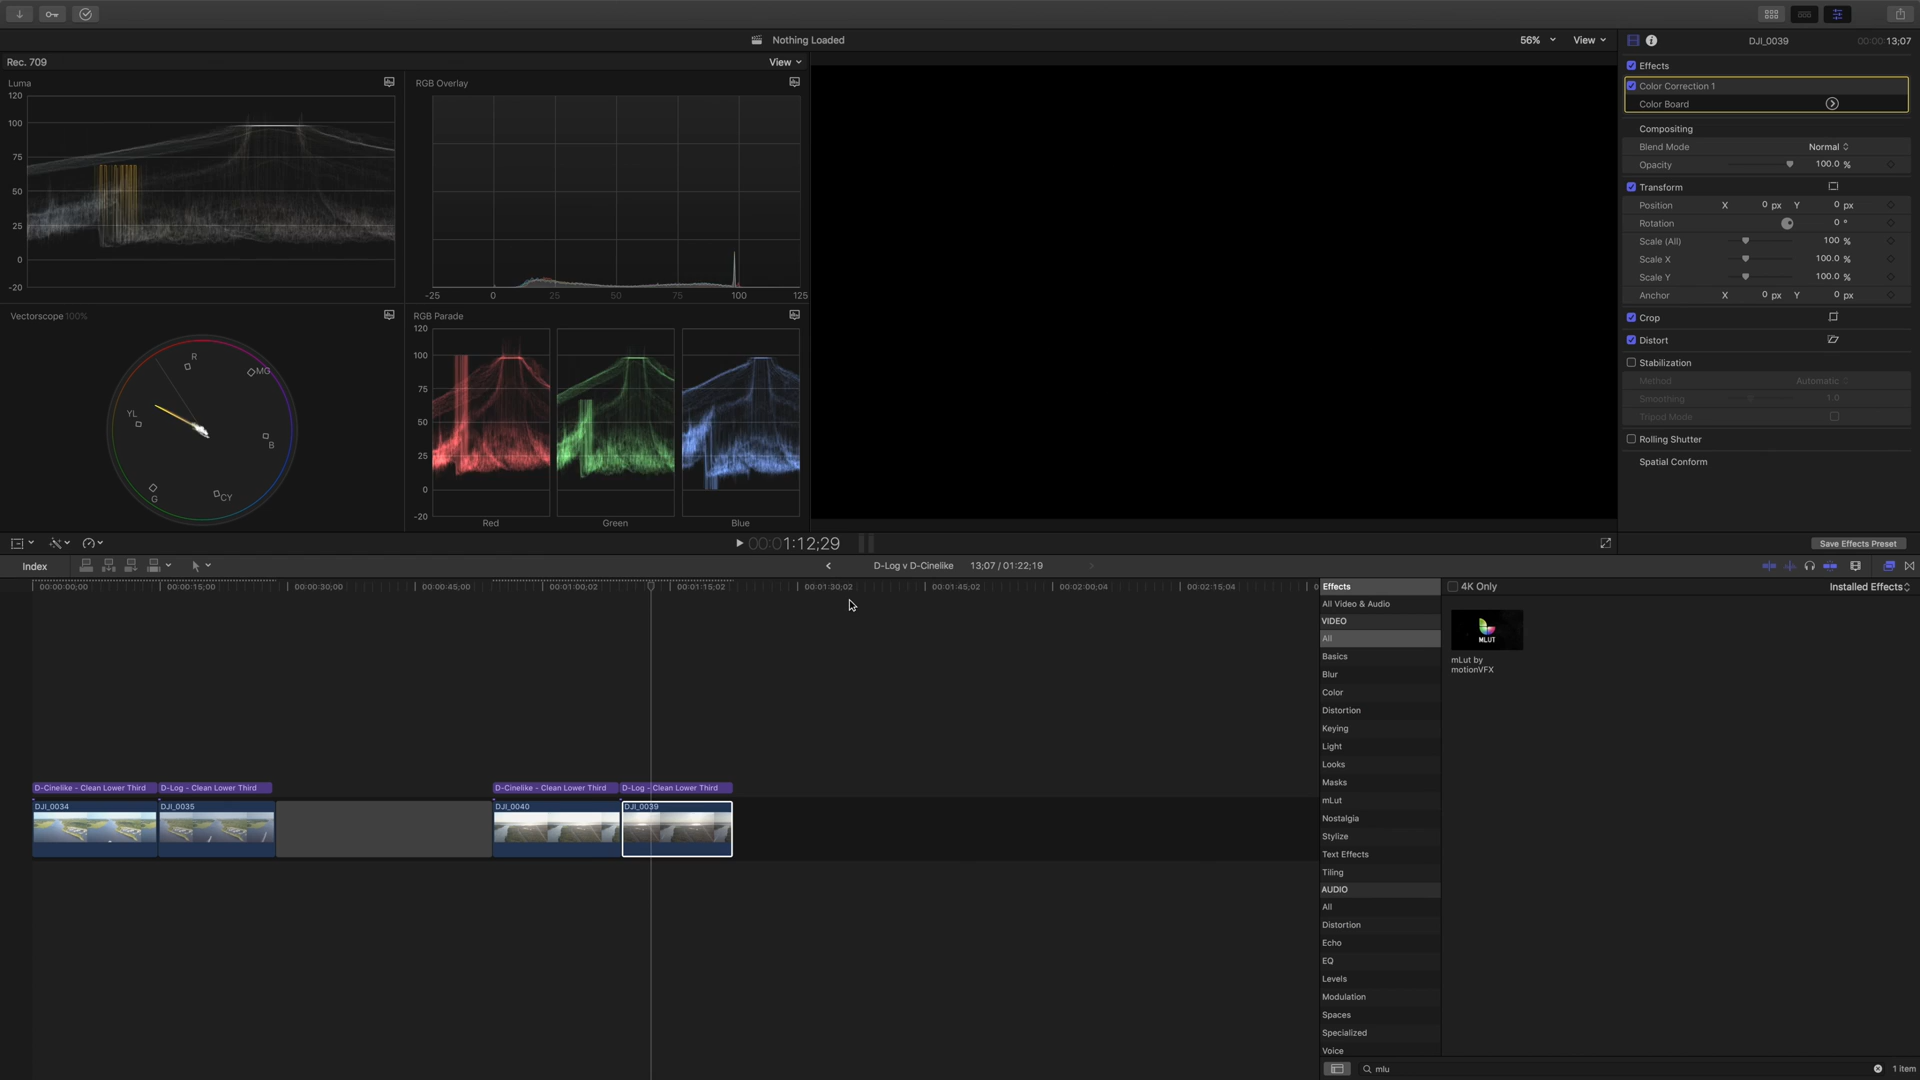 Nothing Loaded
56%
View
DJI_0039
00:00:13;07
Rec. 709
View
Luma
120
100
75
50
25
0
-20
RGB Overlay
-25
0
25
50
75
100
125
Vectorscope 100%
R
MG
B
CY
G
YL
RGB Parade
120
100
75
50
25
0
-20
Red
Green
Blue
Effects
Color Correction 1
Color Board
Compositing
Blend Mode
Normal
Opacity
100.0 %
Transform
Position
X 0 px Y 0 px
Rotation
0 °
Scale (All)
100 %
Scale X
100.0 %
Scale Y
100.0 %
Anchor
X 0 px Y 0 px
Crop
Distort
Stabilization
Method
Automatic
Smoothing
1.0
Tripod Mode
Rolling Shutter
Spatial Conform
00:01:12;29
Save Effects Preset
Index
D-Log v D-Cinelike
13;07 / 01:22;19
00:00:00;00
00:00:15;00
00:00:30;00
00:00:45;00
00:01:00;02
00:01:15;02
00:01:30;02
00:01:45;02
00:02:00;04
00:02:15;04
D-Cinelike - Clean Lower Third
D-Log - Clean Lower Third
D-Cinelike - Clean Lower Third
D-Log - Clean Lower Third
DJI_0034
DJI_0035
DJI_0040
DJI_0039
Effects
4K Only
Installed Effects
All Video & Audio
VIDEO
All
Basics
Blur
Color
Distortion
Keying
Light
Looks
Masks
mLut
Nostalgia
Stylize
Text Effects
Tiling
AUDIO
All
Distortion
Echo
EQ
Levels
Modulation
Spaces
Specialized
Voice
MLUT
mLut by
motionVFX
mlu
1 item